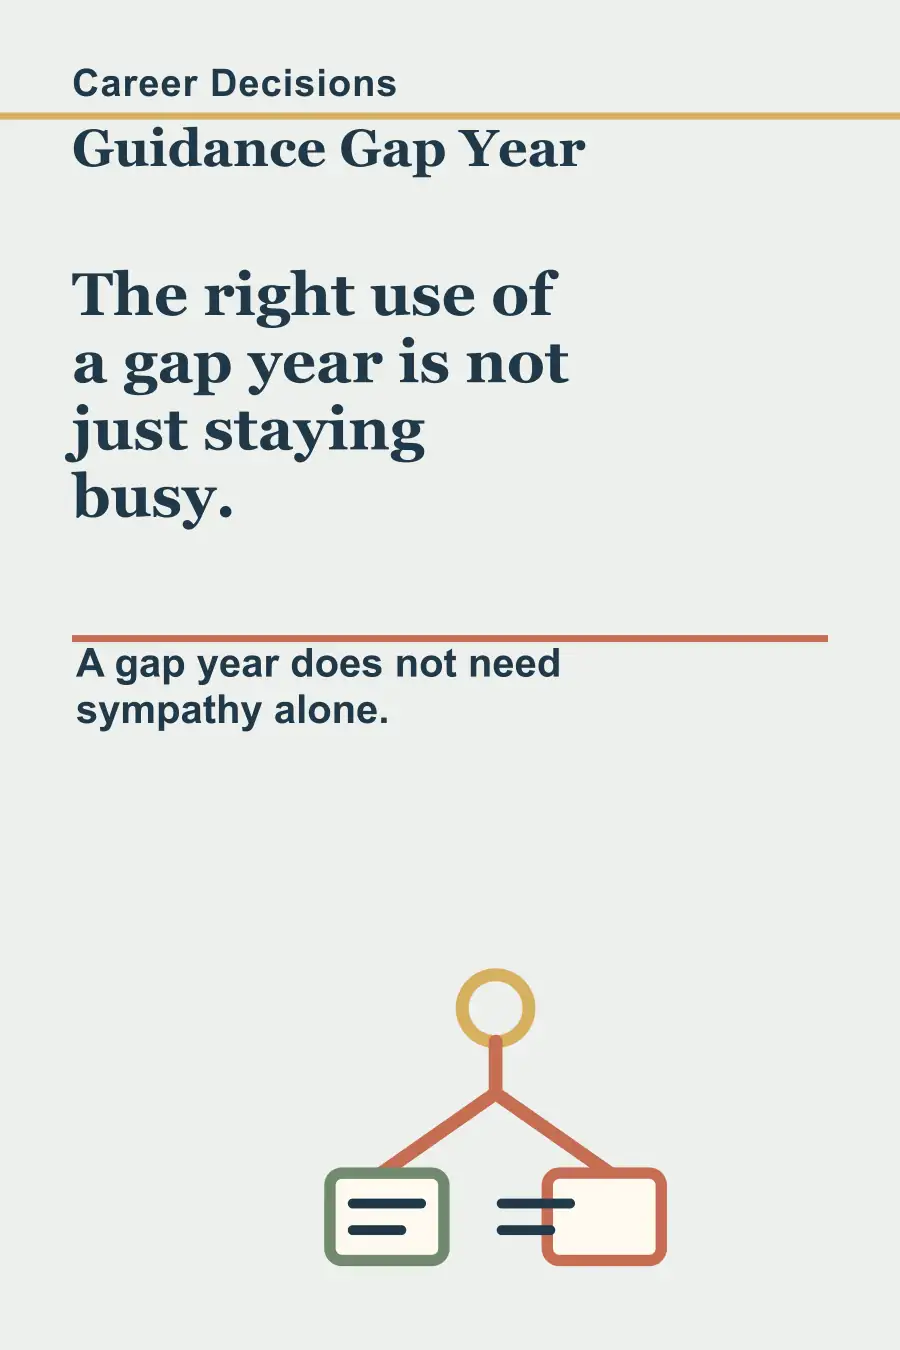 Career Decisions
Guidance Gap Year
The right use of
a gap year is not
just staying
busy.
A gap year does not need
sympathy alone.